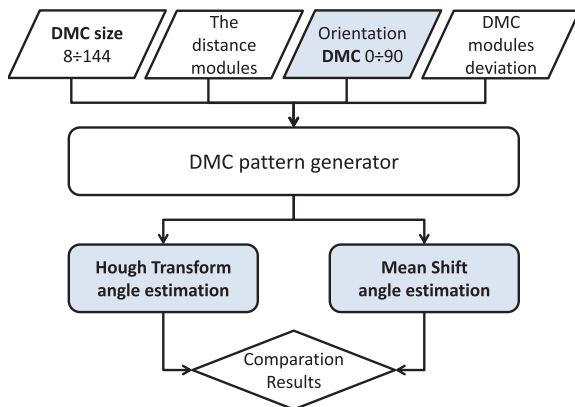 DMC size
8÷144
The
distance
modules
Orientation
DMC 0÷90
DMC
modules
deviation
DMC pattern generator
Hough Transform
angle estimation
Mean Shift
angle estimation
Comparation
Results